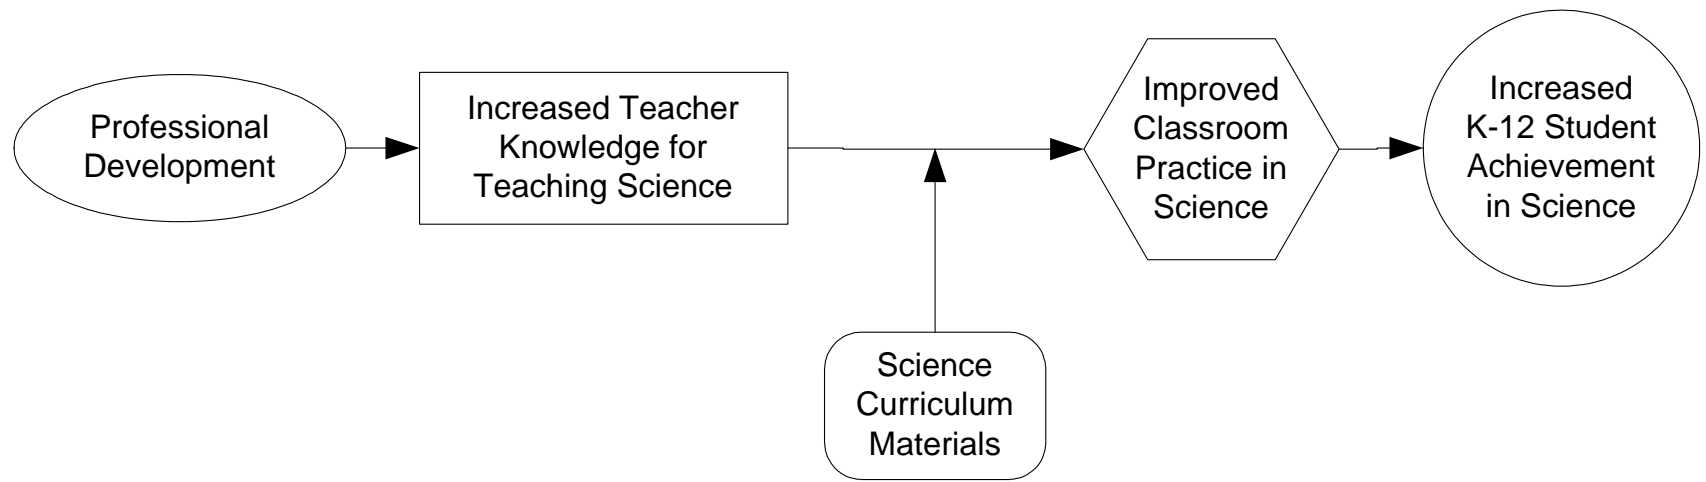 Professional
Development
Increased Teacher
Knowledge for
Teaching Science
Improved
Classroom
Practice in
Science
Increased
K-12 Student
Achievement
in Science
Science
Curriculum
Materials